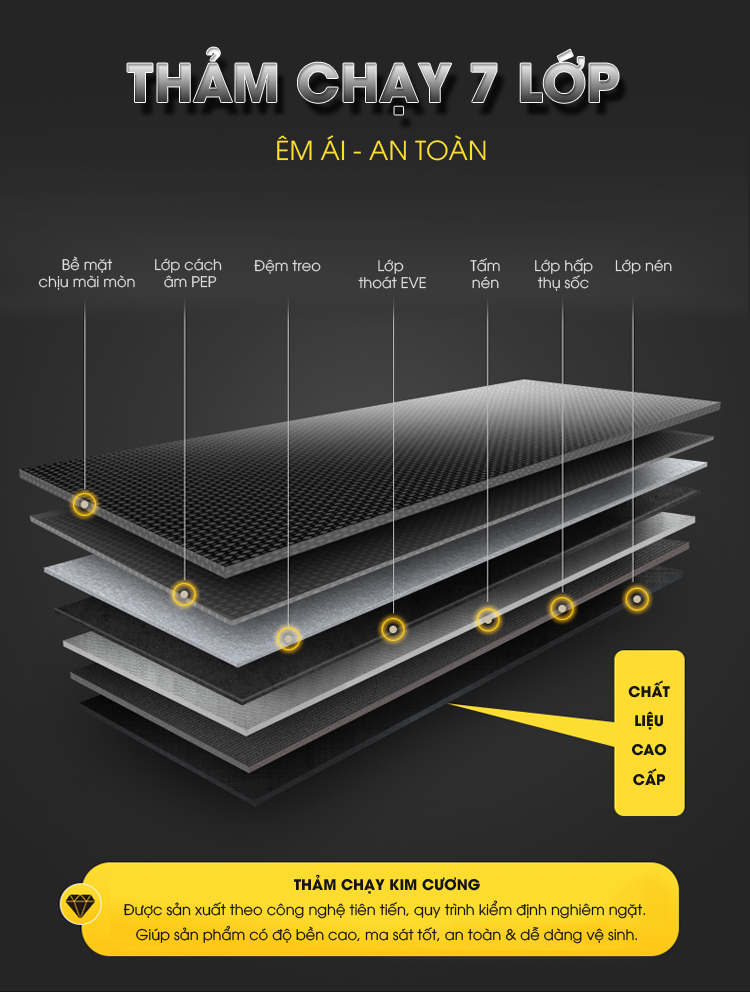 THẢM CHẠY 7 LỚP
ÊM ÁI - AN TOÀN
Bề mặt
chịu mài mòn
Lớp cách
âm PEP
Đệm treo
Lớp
thoát EVE
Tấm
nén
Lớp hấp
thụ sốc
Lớp nén
CHẤT
LIỆU
CAO
CẤP
THẢM CHẠY KIM CƯƠNG
Được sản xuất theo công nghệ tiên tiến, quy trình kiểm định nghiêm ngặt.
Giúp sản phẩm có độ bền cao, ma sát tốt, an toàn & dễ dàng vệ sinh.